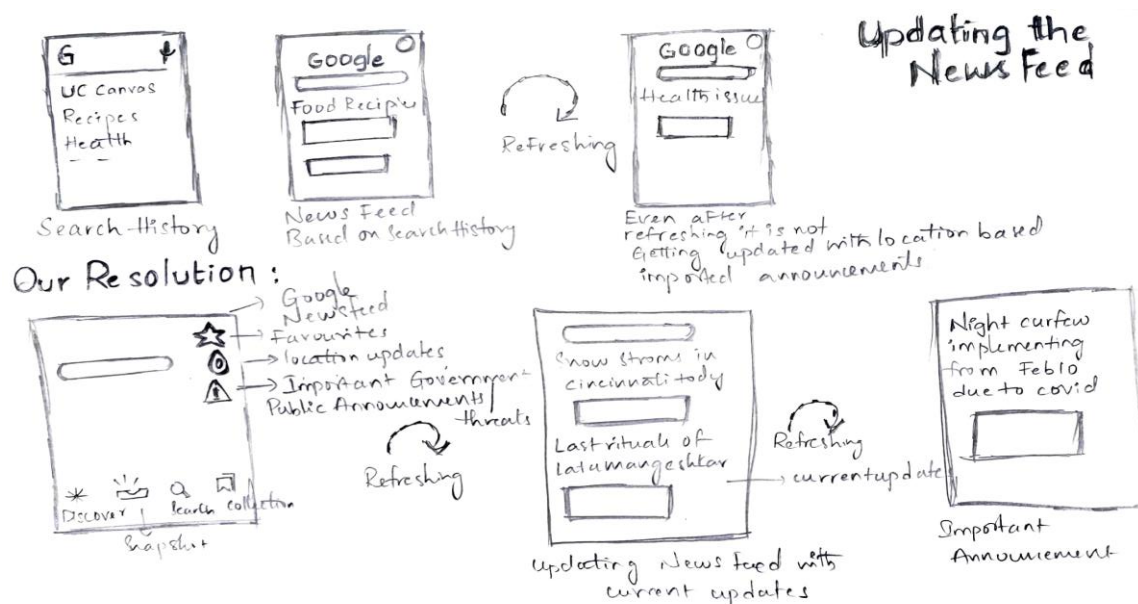 Updating the
News Feed
G
UC Canvas
Recipes
Health
Search History
Google
Food Recipies
News Feed
Based on Search History
Refreshing
Google
Health issue
Even after
refreshing it is not
Getting updated with location based
imported announcements
Our Resolution :
Google
Newsfeed
Favourites
location updates
Important Government
Public Announcements
threats
Discover
Snapshot
Search
Collection
Refreshing
Snow stroms in
cincinnati tody
Last rituals of
Latamangeshkar
current updates
Updating News Feed with
current updates
Refreshing
Night curfew
implementing
from Feb10
due to covid
Important
Announcement